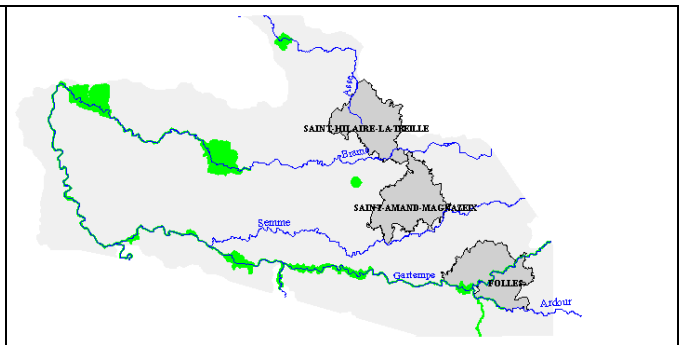 Asse
SAINT-HILAIRE-LA-TREILLE
Brame
SAINT-AMAND-MAGNAZEIX
Semme
Gartempe
FOLLES
Ardour